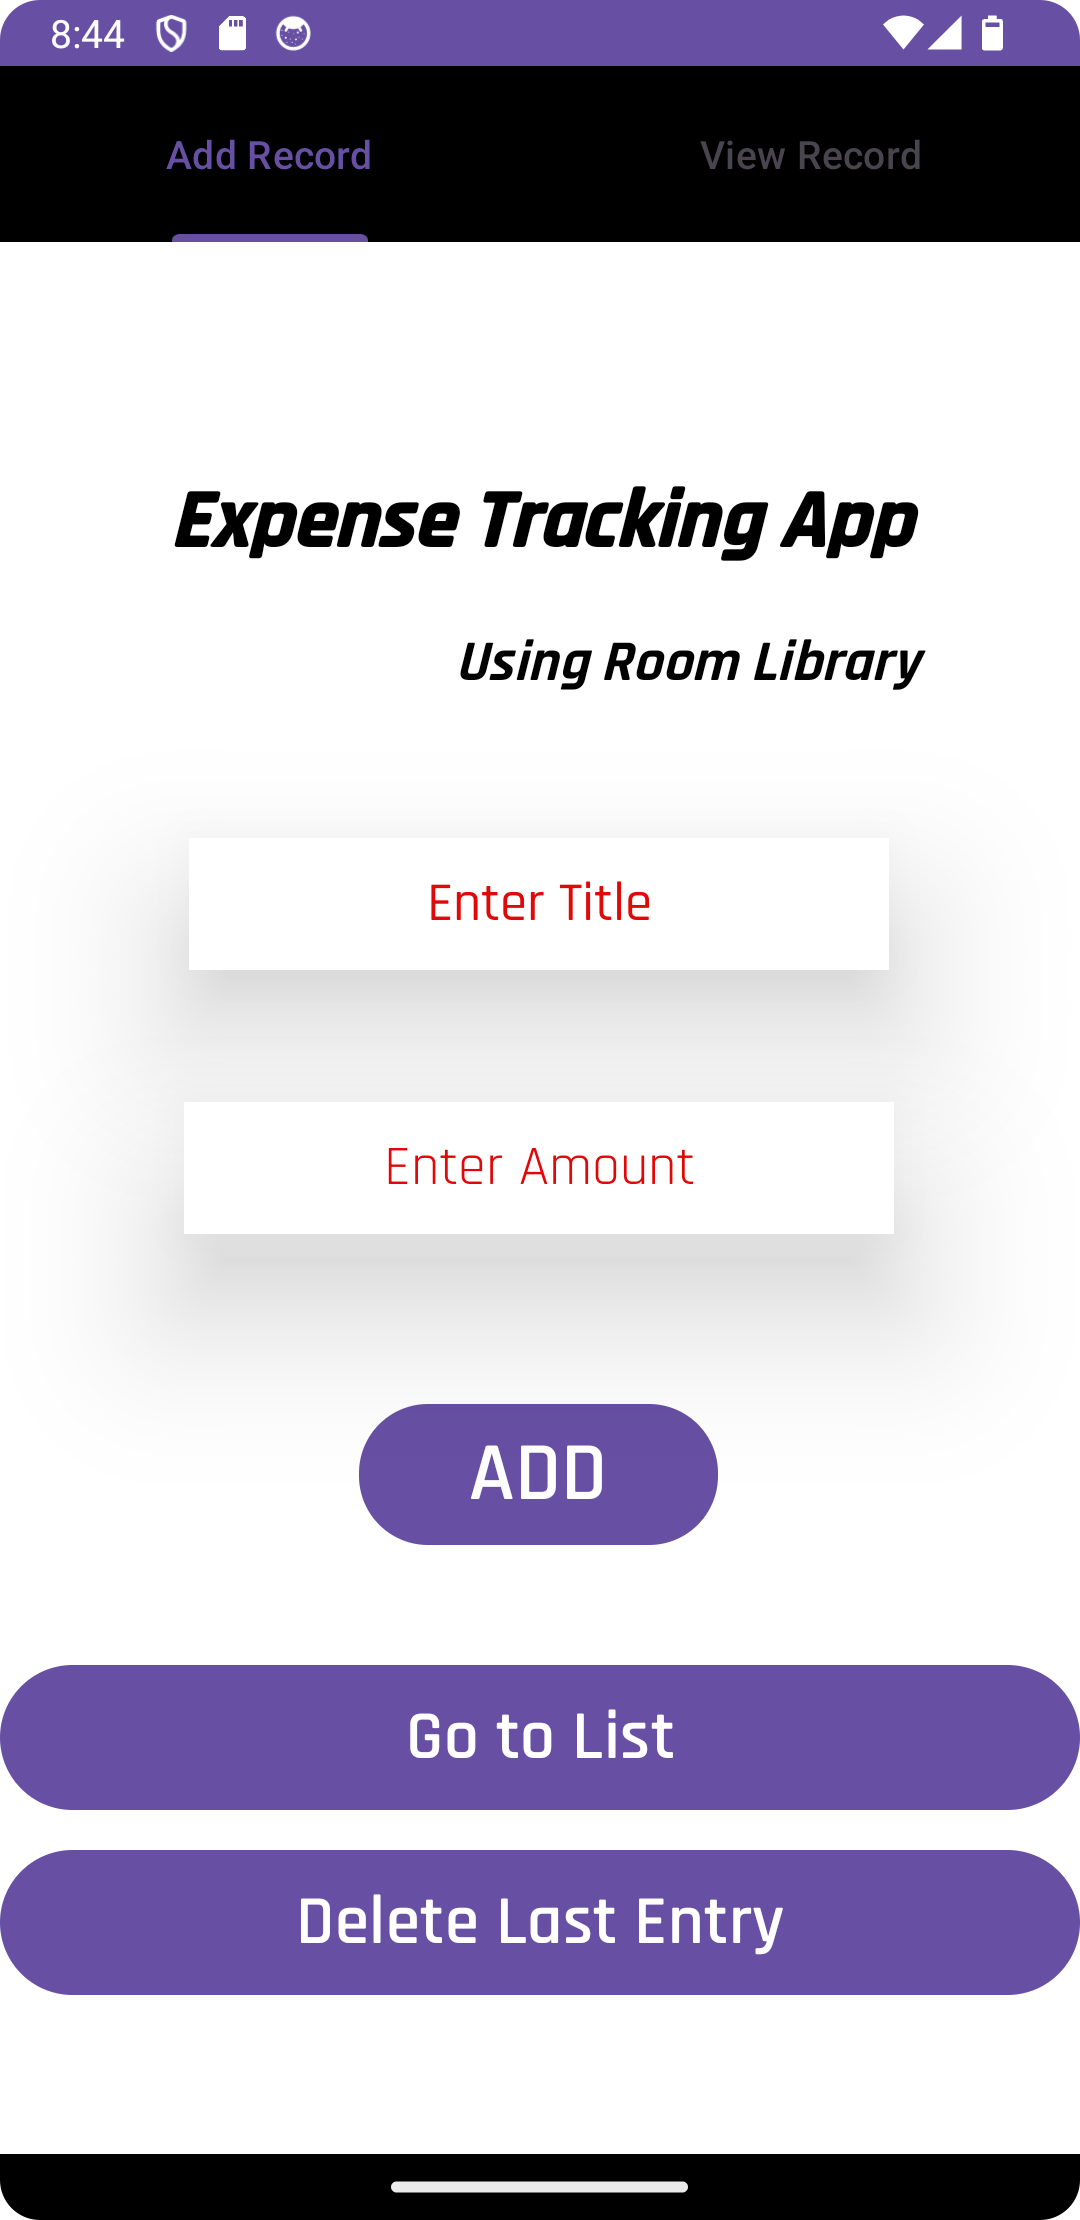 8:44
Add Record View Record
Expense Tracking App
Using Room Library
Enter Title
Enter Amount
ADD
Go to List
Delete Last Entry